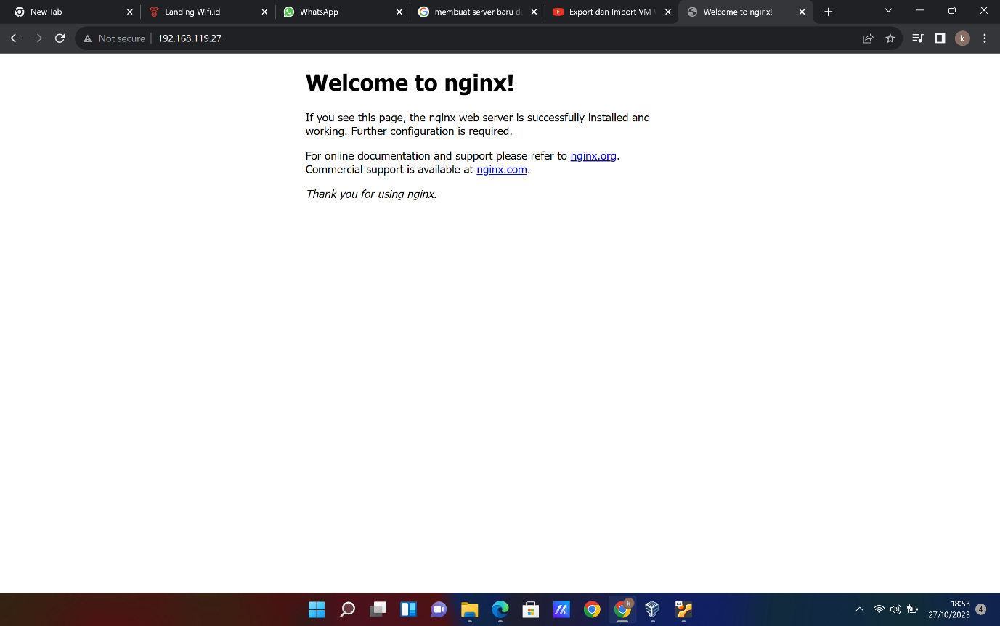 New Tab
Landing Wifi.id
WhatsApp
membuat server baru di
Export dan Import VM
Welcome to nginx!
Not secure
192.168.119.27
k
Welcome to nginx!
If you see this page, the nginx web server is successfully installed and
working. Further configuration is required.
For online documentation and support please refer to nginx.org.
Commercial support is available at nginx.com.
Thank you for using nginx.
k
18:53
27/10/2023
4